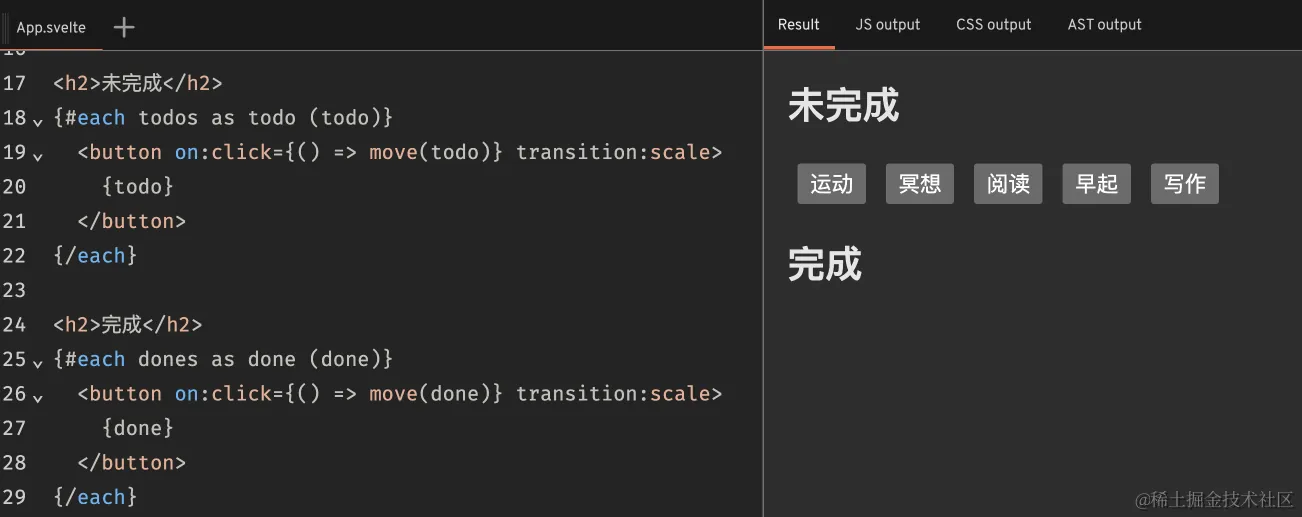 App.svelte
Result JS output CSS output AST output
17 <h2>未完成</h2>
18 {#each todos as todo (todo)}
19 <button on:click={() => move(todo)} transition:scale>
20 {todo}
21 </button>
22 {/each}
23
24 <h2>完成</h2>
25 {#each dones as done (done)}
26 <button on:click={() => move(done)} transition:scale>
27 {done}
28 </button>
29 {/each}
未完成
运动 冥想 阅读 早起 写作
完成
@稀土掘金技术社区